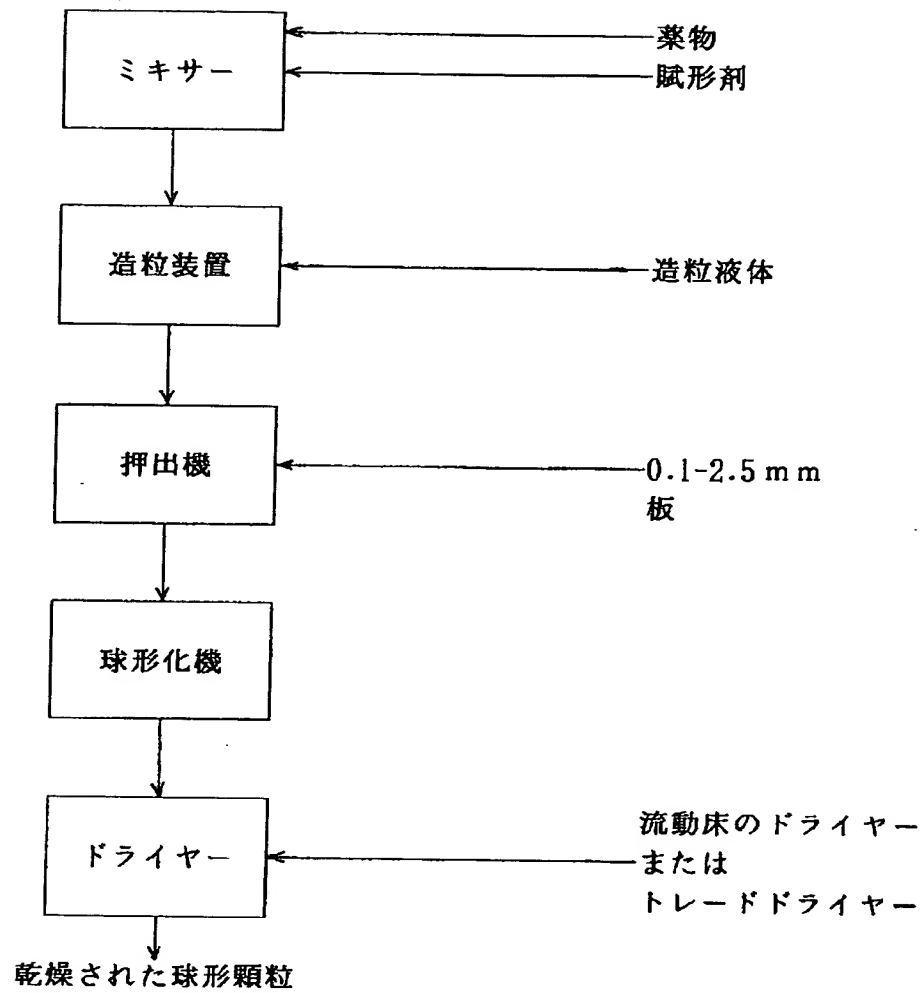 ミキサー
薬物
賦形剤
造粒装置
造粒液体
押出機
0.1-2.5mm
板
球形化機
ドライヤー
流動床のドライヤー
または
トレードドライヤー
乾燥された球形顆粒